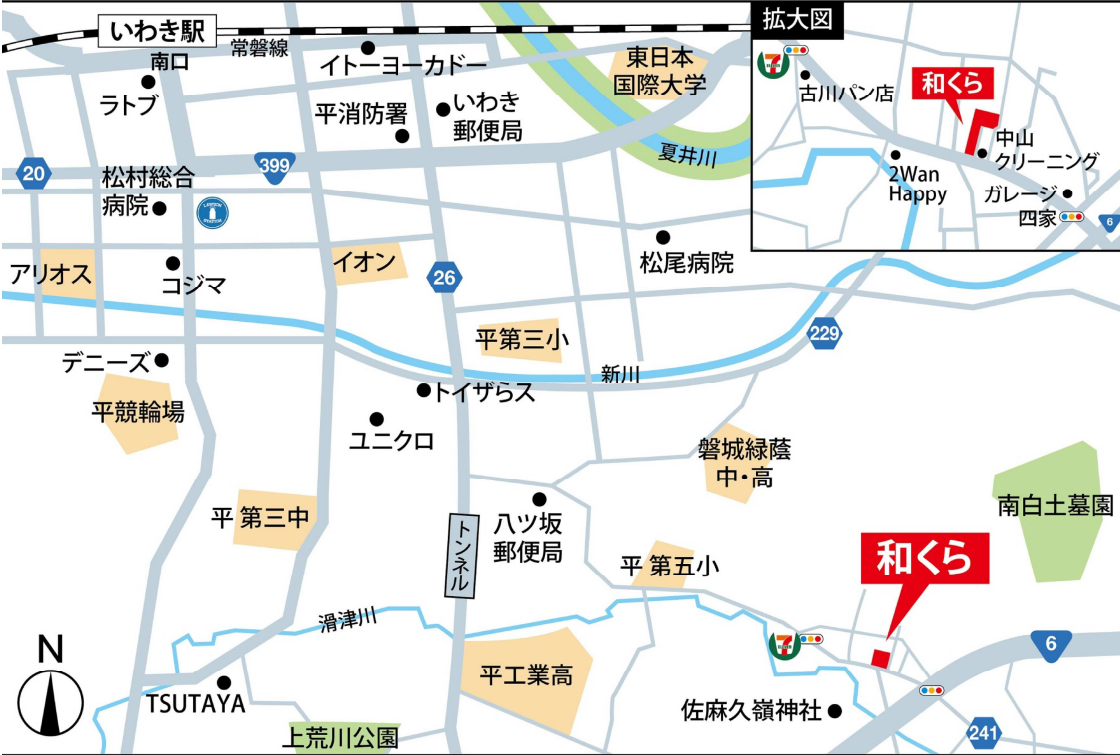 いわき駅
南口
常磐線
イトーヨーカドー
ラトブ
平消防署
いわき
郵便局
東日本
国際大学
夏井川
20
399
松村総合
病院
アリオス
コジマ
イオン
26
松尾病院
229
平第三小
新川
デニーズ
トイザらス
平競輪場
ユニクロ
磐城緑蔭
中・高
南白土墓園
平 第三中
トンネル
八ツ坂
郵便局
平 第五小
和くら
滑津川
7
6
N
TSUTAYA
平工業高
佐麻久嶺神社
241
上荒川公園
拡大図
7
古川パン店
和くら
中山
クリーニング
2Wan
Happy
ガレージ
四家
6